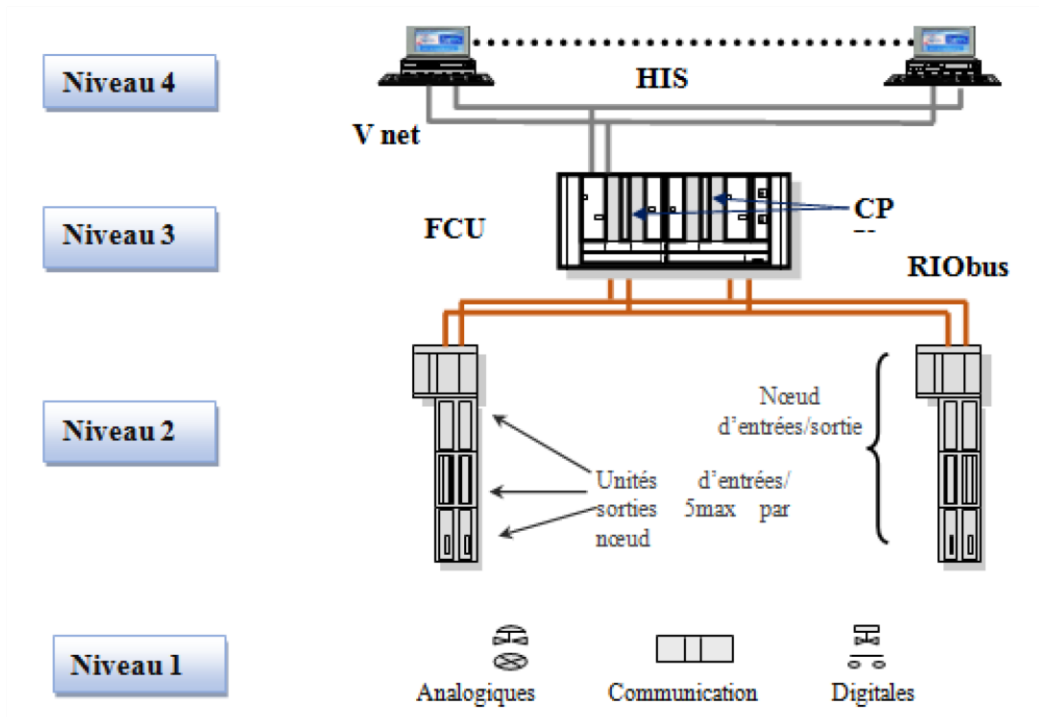 Niveau 4
HIS
V net
Niveau 3
FCU
CP
RIObus
Niveau 2
Nœud
d'entrées/sortie
Unités d'entrées/
sorties 5max par
nœud
Niveau 1
Analogiques
Communication
Digitales